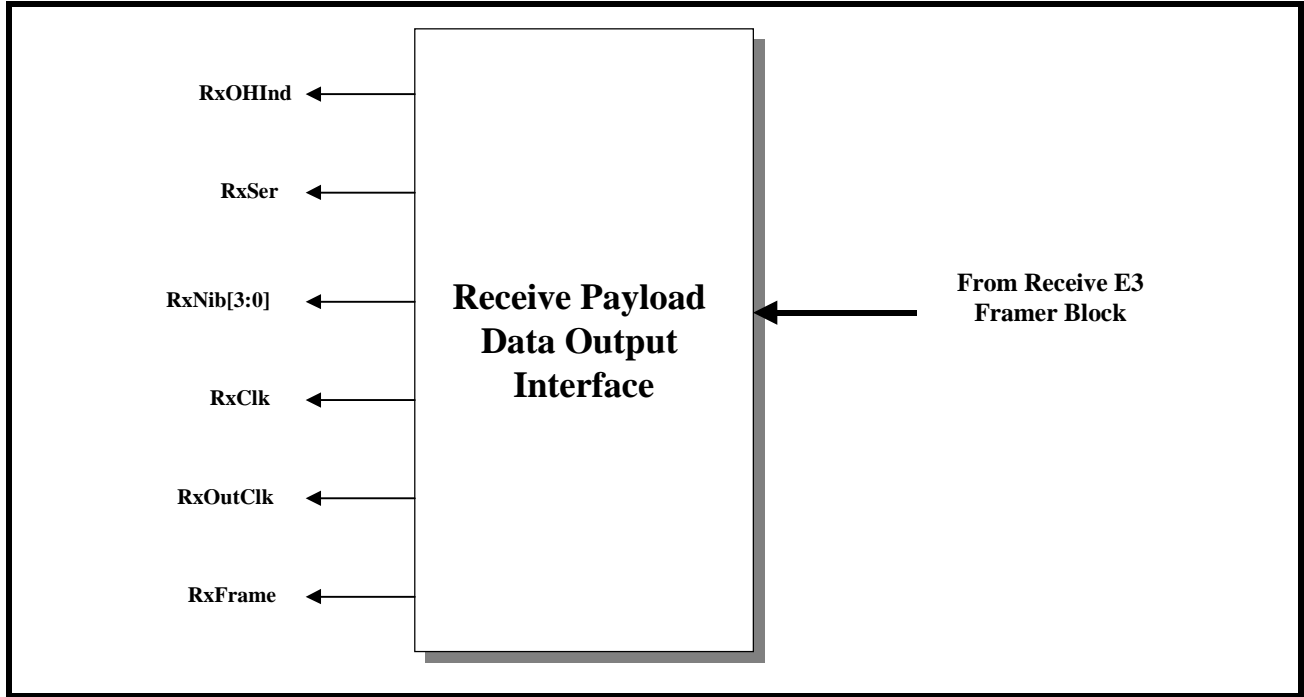 RxOHInd
RxSer
RxNib[3:0]
RxClk
RxOutClk
RxFrame
Receive Payload
Data Output
Interface
From Receive E3
Framer Block